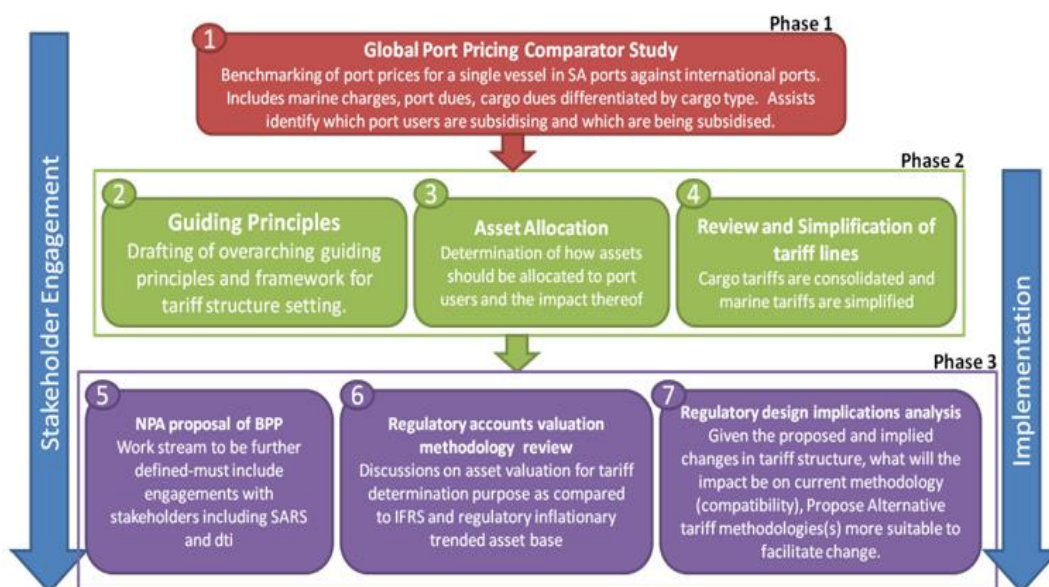 Phase 1
1
Global Port Pricing Comparator Study
Benchmarking of port prices for a single vessel in SA ports against international ports.
Includes marine charges, port dues, cargo dues differentiated by cargo type. Assists
identify which port users are subsidising and which are being subsidised.
Phase 2
2
Guiding Principles
Drafting of overarching guiding
principles and framework for
tariff structure setting.
3
Asset Allocation
Determination of how assets
should be allocated to port
users and the impact thereof
4
Review and Simplification of
tariff lines
Cargo tariffs are consolidated and
marine tariffs are simplified
Phase 3
5
NPA proposal of BPP
Work stream to be further
defined-must include
engagements with
stakeholders including SARS
and dti
6
Regulatory accounts valuation
methodology review
Discussions on asset valuation for tariff
determination purpose as compared
to IFRS and regulatory inflationary
trended asset base
7
Regulatory design implications analysis
Given the proposed and implied
changes in tariff structure, what will the
impact be on current methodology
(compatibility), Propose Alternative
tariff methodologies(s) more suitable to
facilitate change.
Stakeholder Engagement
Implementation